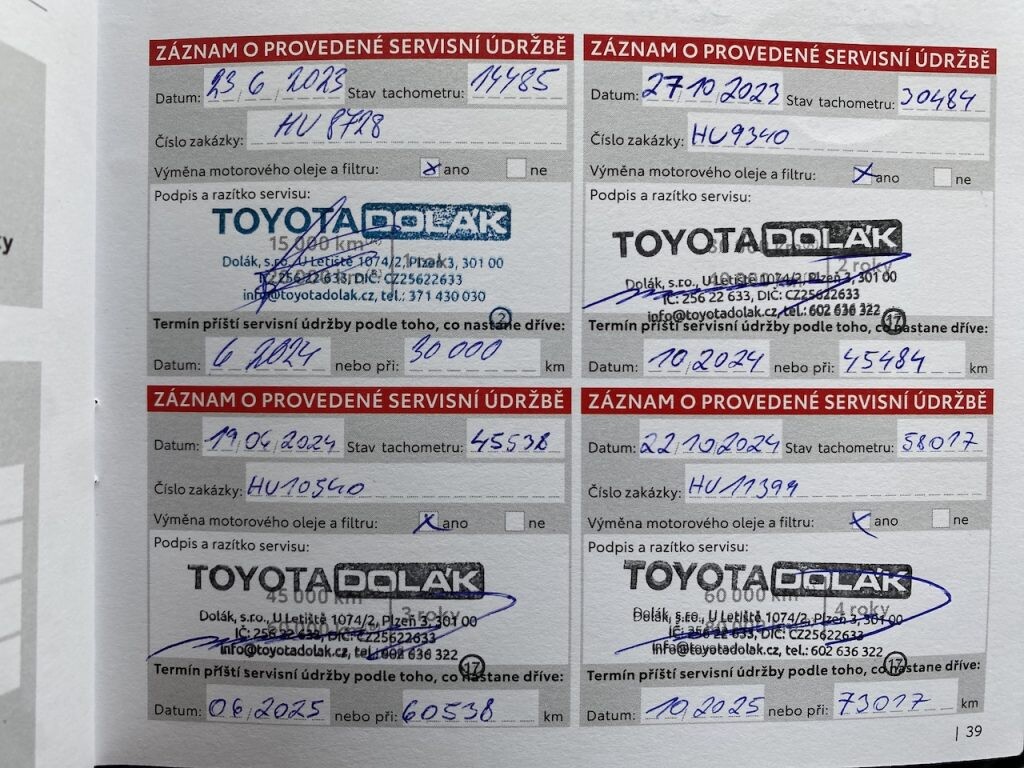 ky
ZÁZNAM O PROVEDENÉ SERVISNÍ ÚDRŽBĚ
Datum: 23/6/2023 Stav tachometru: 14485
Číslo zakázky: HU 8728
Výměna motorového oleje a filtru: x ano ne
Podpis a razítko servisu:
TOYOTA DOLÁK
15 000 km
1 rok
Dolák, s.r.o., U Letiště 1074/2, Plzeň 3, 301 00
IČ: 256 22 633, DIČ: CZ25622633
info@toyotadolak.cz, tel.: 371 430 030
2
Termín příští servisní údržby podle toho, co nastane dříve:
Datum: 6/2024 nebo při: 30 000 km
ZÁZNAM O PROVEDENÉ SERVISNÍ ÚDRŽBĚ
Datum: 27/10/2023 Stav tachometru: 30484
Číslo zakázky: HU9340
Výměna motorového oleje a filtru: x ano ne
Podpis a razítko servisu:
TOYOTA DOLÁK
2 roky
Dolák, s.r.o., U Letiště 1074/2, Plzeň 3, 301 00
IČ: 256 22 633, DIČ: CZ25622633
info@toyotadolak.cz, tel.: 602 636 322
17
Termín příští servisní údržby podle toho, co nastane dříve:
Datum: 10/2024 nebo při: 45484 km
ZÁZNAM O PROVEDENÉ SERVISNÍ ÚDRŽBĚ
Datum: 19/06/2024 Stav tachometru: 45538
Číslo zakázky: HU10540
Výměna motorového oleje a filtru: x ano ne
Podpis a razítko servisu:
TOYOTA DOLÁK
45 000 km
3 roky
Dolák, s.r.o., U Letiště 1074/2, Plzeň 3, 301 00
IČ: 256 22 633, DIČ: CZ25622633
info@toyotadolak.cz, tel.: 602 636 322
17
Termín příští servisní údržby podle toho, co nastane dříve:
Datum: 06/2025 nebo při: 60538 km
ZÁZNAM O PROVEDENÉ SERVISNÍ ÚDRŽBĚ
Datum: 22/10/2024 Stav tachometru: 58017
Číslo zakázky: HU11399
Výměna motorového oleje a filtru: x ano ne
Podpis a razítko servisu:
TOYOTA DOLÁK
60 000 km
4 roky
Dolák, s.r.o., U Letiště 1074/2, Plzeň 3, 301 00
IČ: 256 22 633, DIČ: CZ25622633
info@toyotadolak.cz, tel.: 602 636 322
17
Termín příští servisní údržby podle toho, co nastane dříve:
Datum: 10/2025 nebo při: 73017 km
| 39